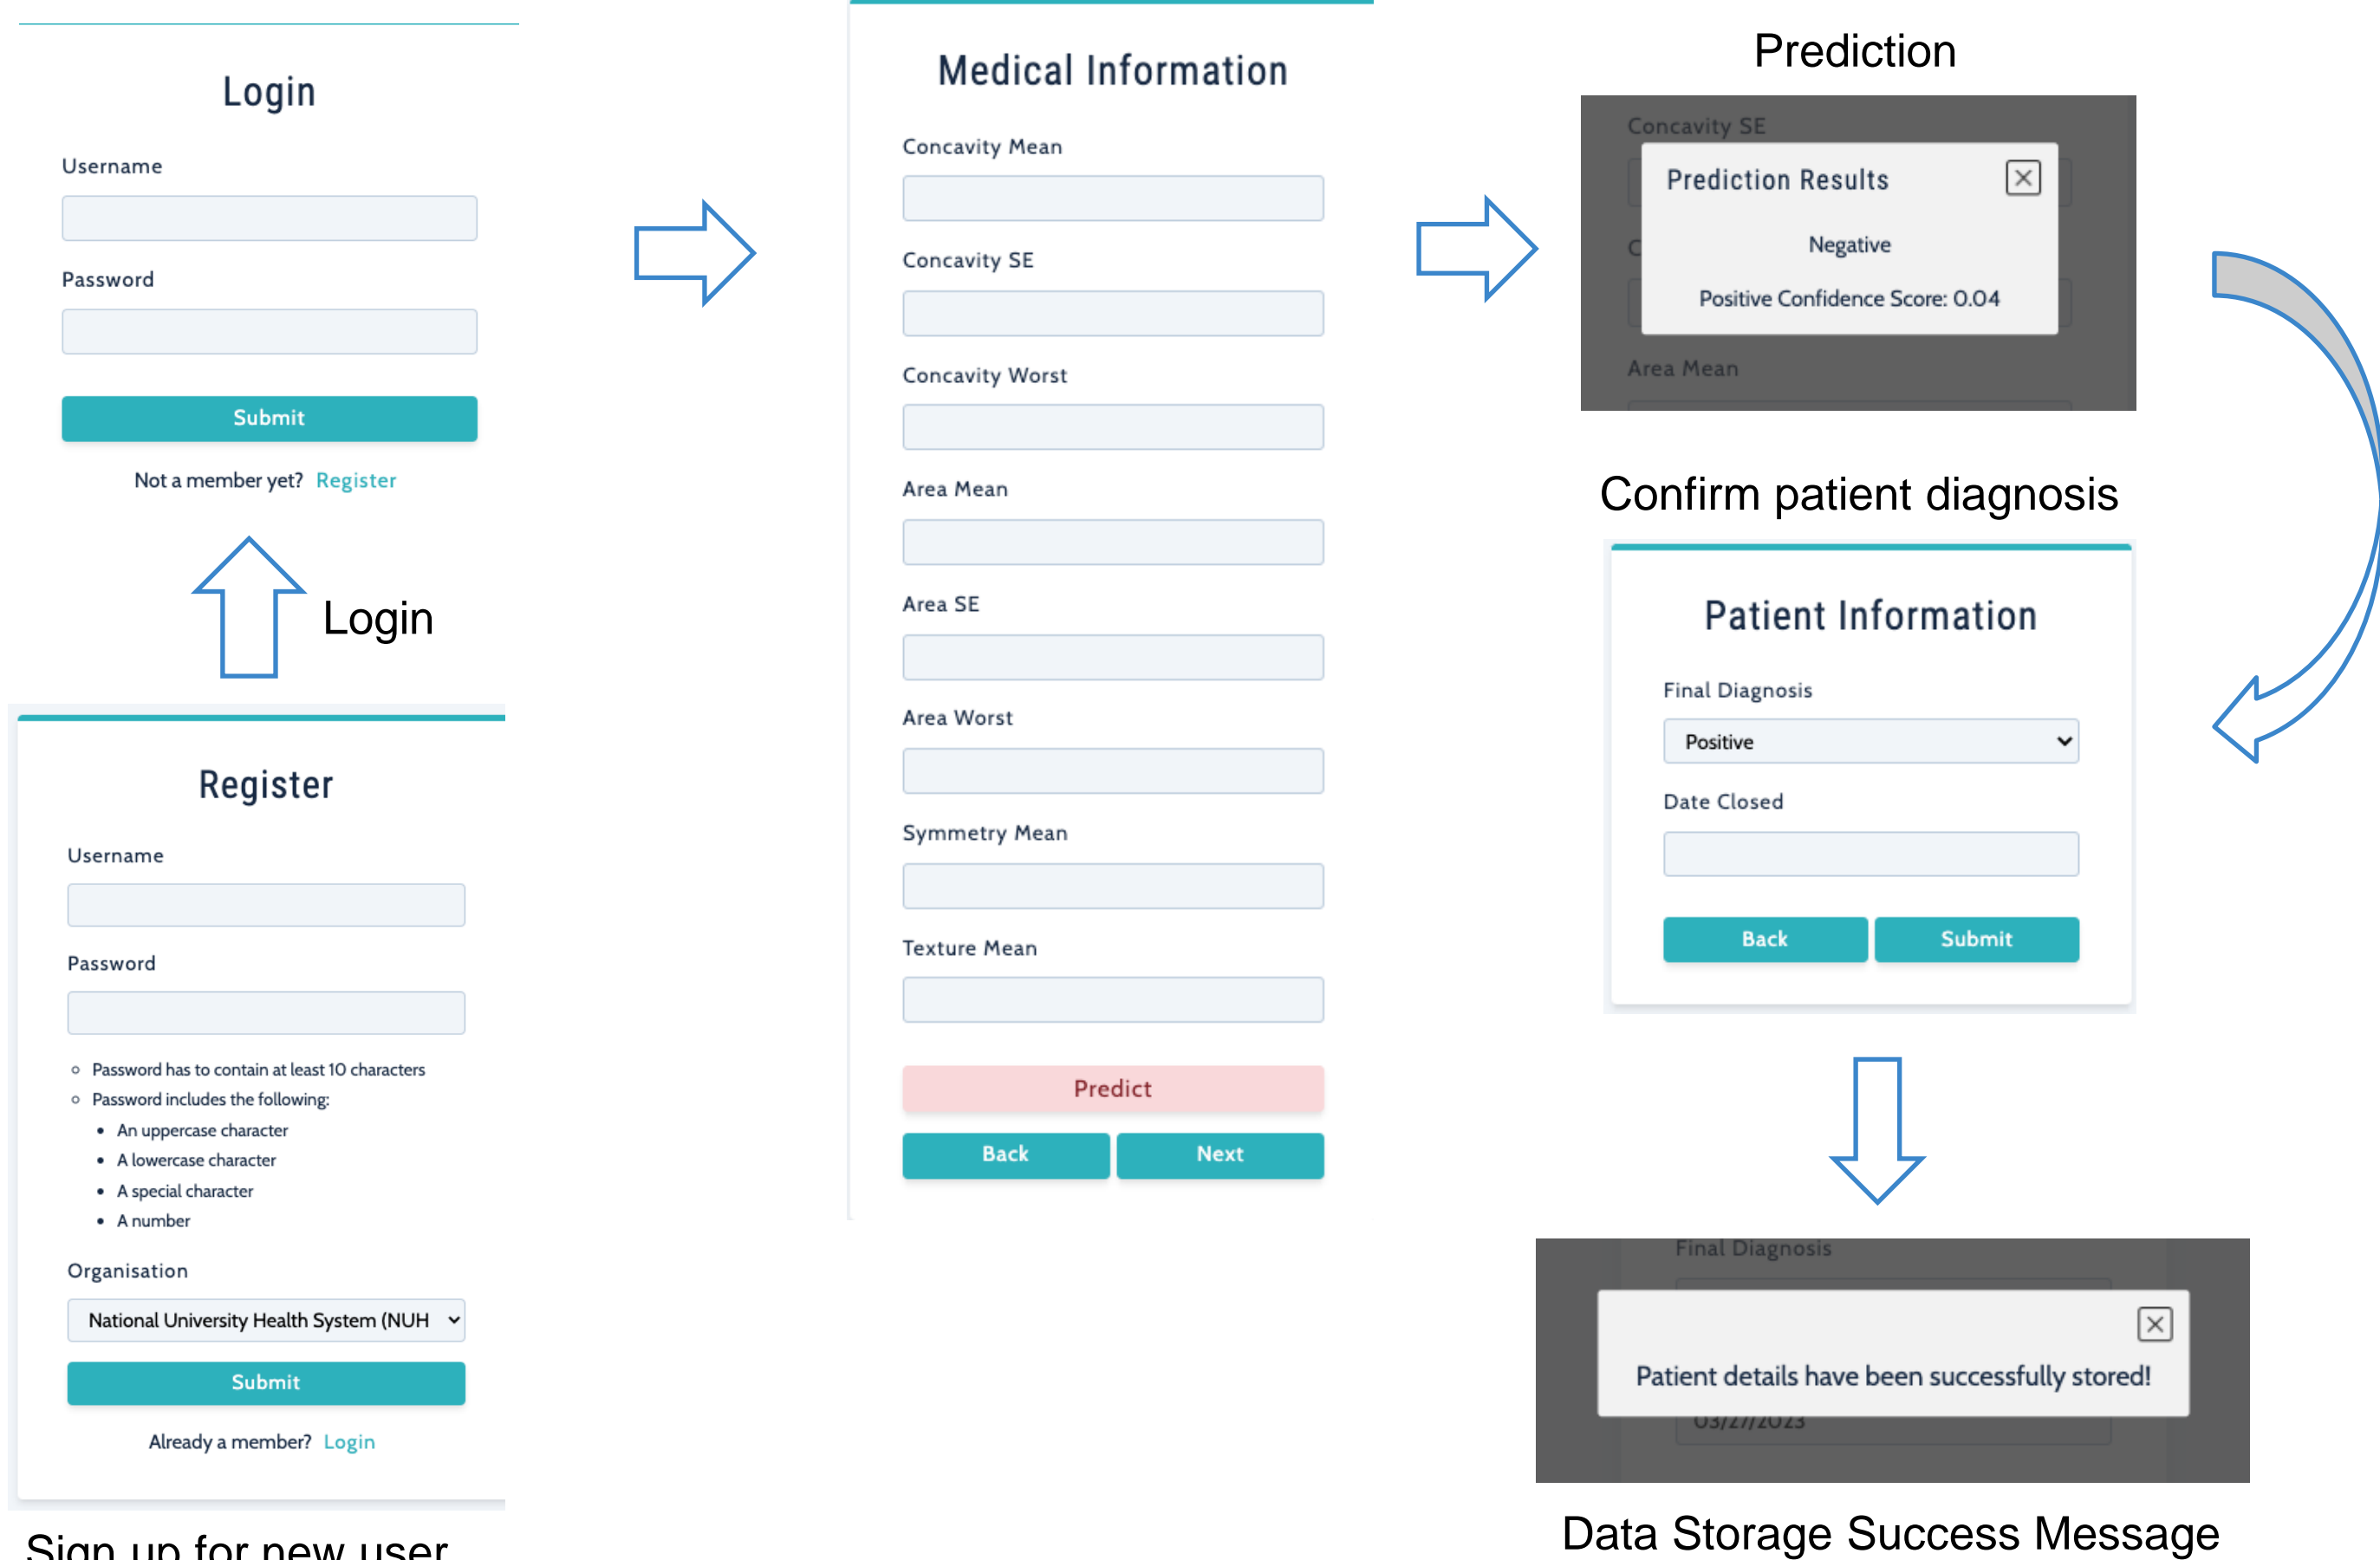 Login
Username
Password
Submit
Not a member yet? Register
Login
Register
Username
Password
Password has to contain at least 10 characters
Password includes the following:
An uppercase character
A lowercase character
A special character
A number
Organisation
National University Health System (NUH
Submit
Already a member? Login
Sign up for new user
Medical Information
Concavity Mean
Concavity SE
Concavity Worst
Area Mean
Area SE
Area Worst
Symmetry Mean
Texture Mean
Predict
Back Next
Prediction
Concavity SE
Prediction Results
Negative
C
Positive Confidence Score: 0.04
Area Mean
Confirm patient diagnosis
Patient Information
Final Diagnosis
Positive
Date Closed
Back Submit
Final Diagnosis
Patient details have been successfully stored!
03/27/2023
Data Storage Success Message